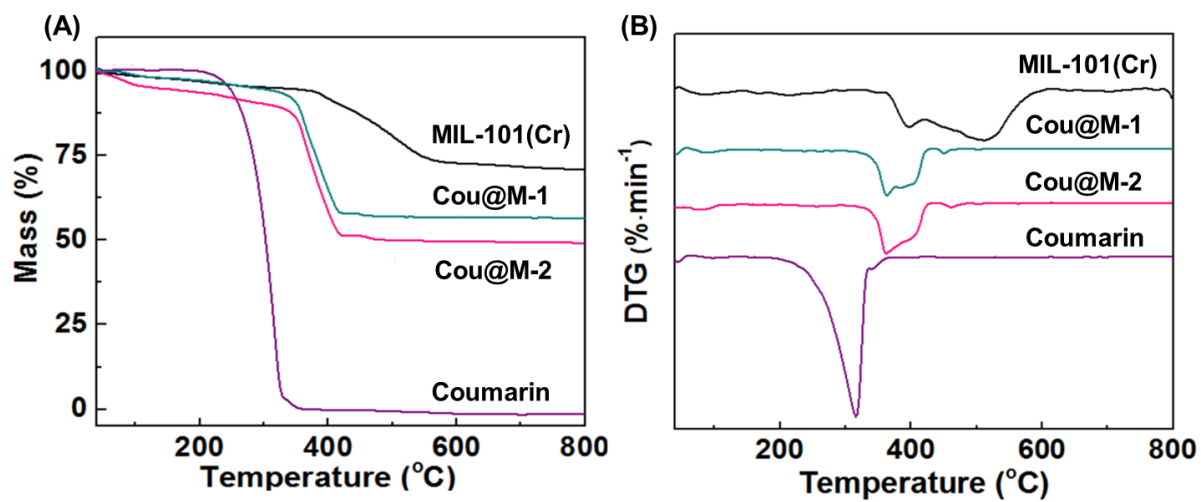 (A)
100
75
50
25
0
Mass (%)
MIL-101(Cr)
Cou@M-1
Cou@M-2
Coumarin
200 400 600 800
Temperature (°C)
(B)
DTG (%·min⁻¹)
MIL-101(Cr)
Cou@M-1
Cou@M-2
Coumarin
200 400 600 800
Temperature (°C)